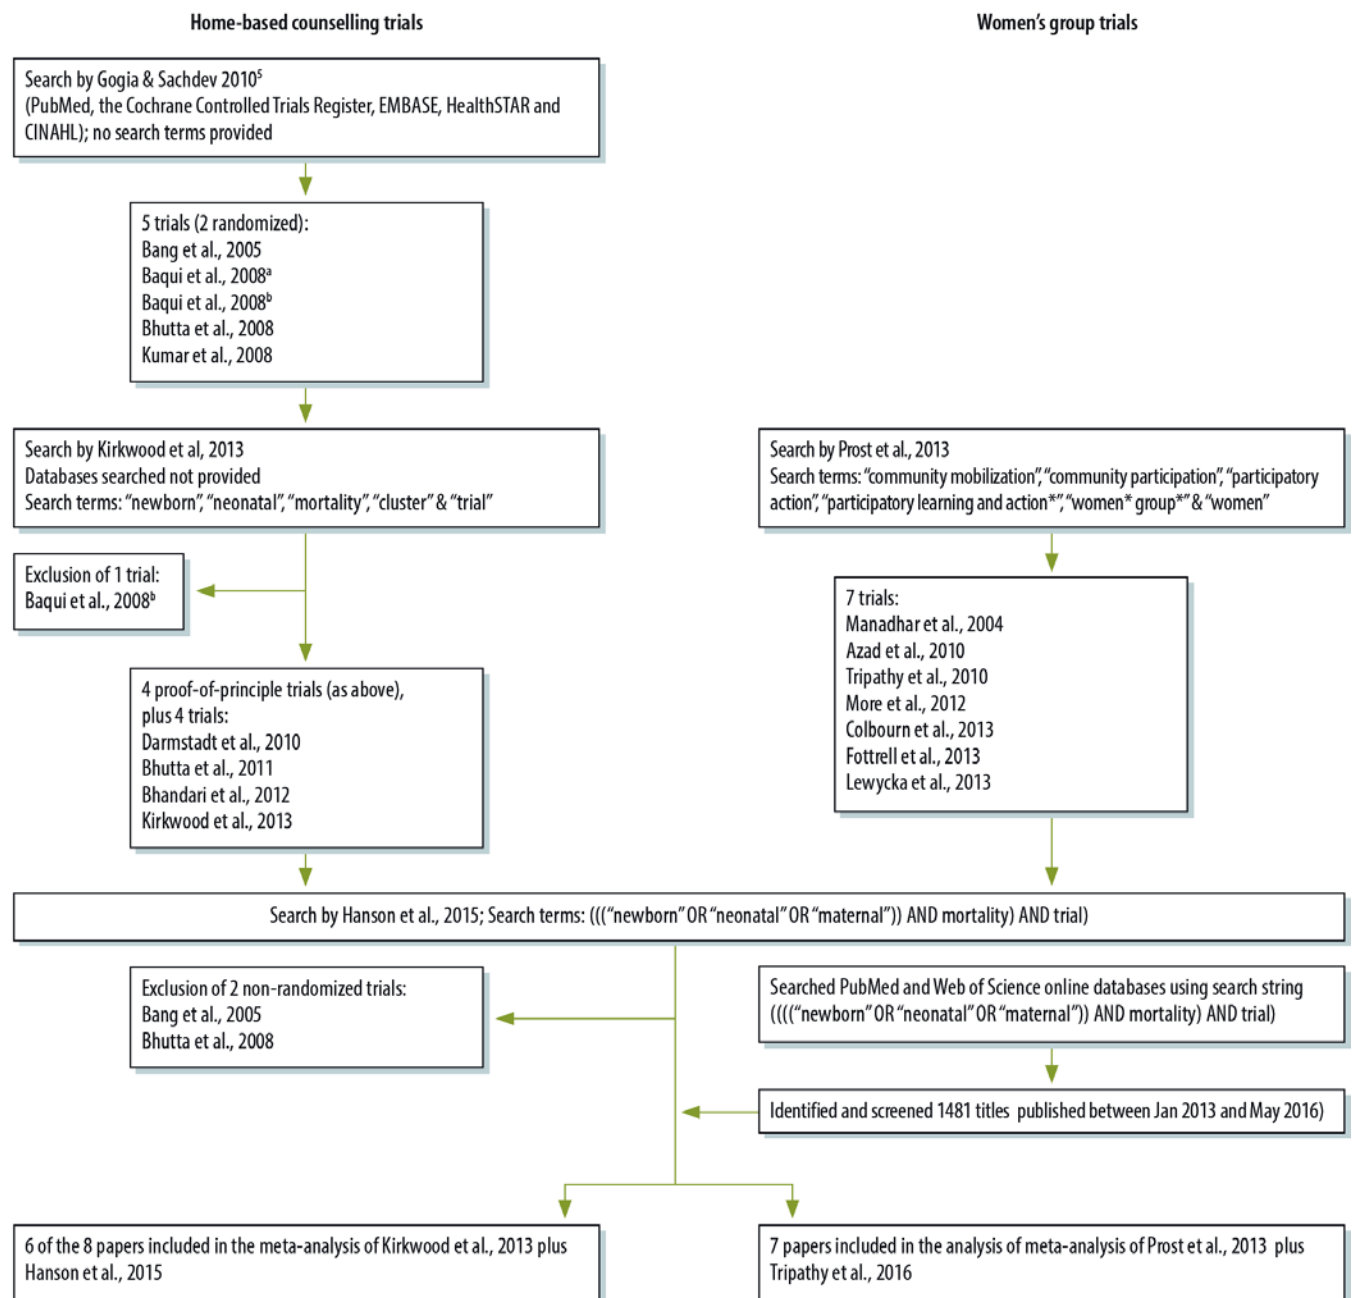 Home-based counselling trials
Women’s group trials
Search by Gogia & Sachdev 2010⁵
(PubMed, the Cochrane Controlled Trials Register, EMBASE, HealthSTAR and
CINAHL); no search terms provided
5 trials (2 randomized):
Bang et al., 2005
Baqui et al., 2008ᵃ
Baqui et al., 2008ᵇ
Bhutta et al., 2008
Kumar et al., 2008
Search by Kirkwood et al, 2013
Databases searched not provided
Search terms: “newborn”, “neonatal”, “mortality”, “cluster” & “trial”
Search by Prost et al., 2013
Search terms: “community mobilization”, “community participation”, “participatory
action”, “participatory learning and action*”, “women* group*” & “women”
Exclusion of 1 trial:
Baqui et al., 2008ᵇ
7 trials:
Manadhar et al., 2004
Azad et al., 2010
Tripathy et al., 2010
More et al., 2012
Colbourn et al., 2013
Fottrell et al., 2013
Lewycka et al., 2013
4 proof-of-principle trials (as above),
plus 4 trials:
Darmstadt et al., 2010
Bhutta et al., 2011
Bhandari et al., 2012
Kirkwood et al., 2013
Search by Hanson et al., 2015; Search terms: (((“newborn” OR “neonatal” OR “maternal”)) AND mortality) AND trial)
Exclusion of 2 non-randomized trials:
Bang et al., 2005
Bhutta et al., 2008
Searched PubMed and Web of Science online databases using search string
((((“newborn” OR “neonatal” OR “maternal”)) AND mortality) AND trial)
Identified and screened 1481 titles published between Jan 2013 and May 2016)
6 of the 8 papers included in the meta-analysis of Kirkwood et al., 2013 plus
Hanson et al., 2015
7 papers included in the analysis of meta-analysis of Prost et al., 2013 plus
Tripathy et al., 2016